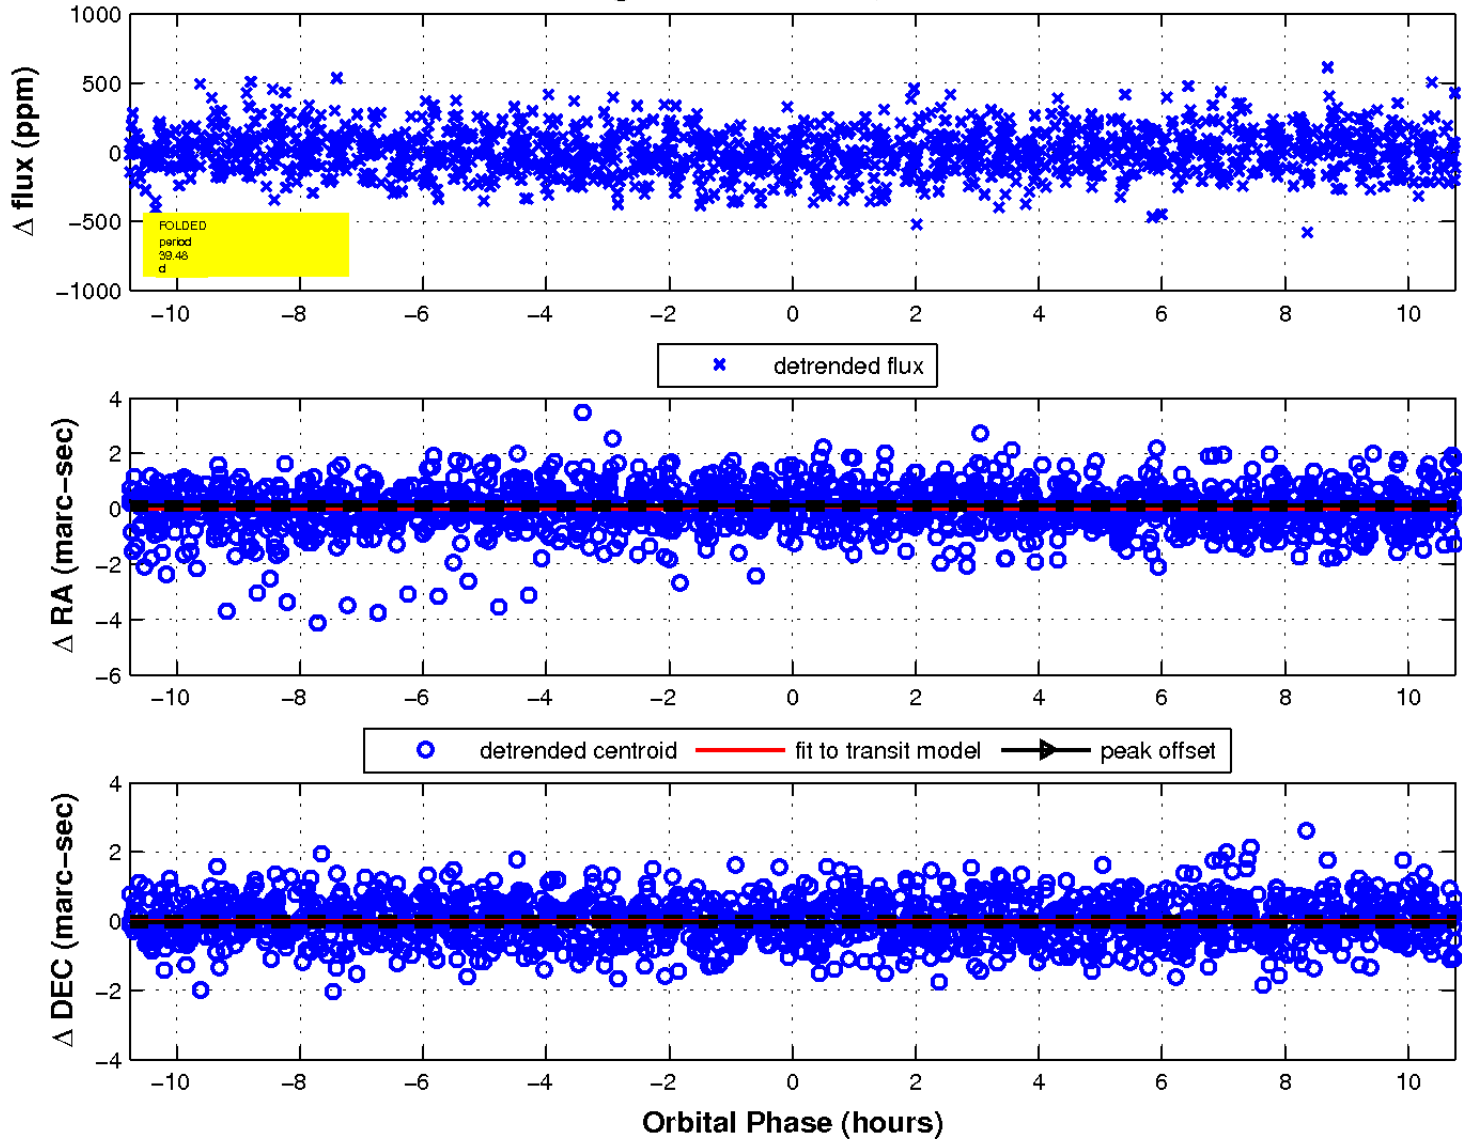 1000
500
0
−500
−1000
Δ flux (ppm)
FOLDED
period
39.46
d
−10 −8 −6 −4 −2 0 2 4 6 8 10
detrended flux
4
2
0
−2
−4
−6
Δ RA (marc−sec)
−10 −8 −6 −4 −2 0 2 4 6 8 10
detrended centroid fit to transit model peak offset
4
2
0
−2
−4
Δ DEC (marc−sec)
−10 −8 −6 −4 −2 0 2 4 6 8 10
Orbital Phase (hours)